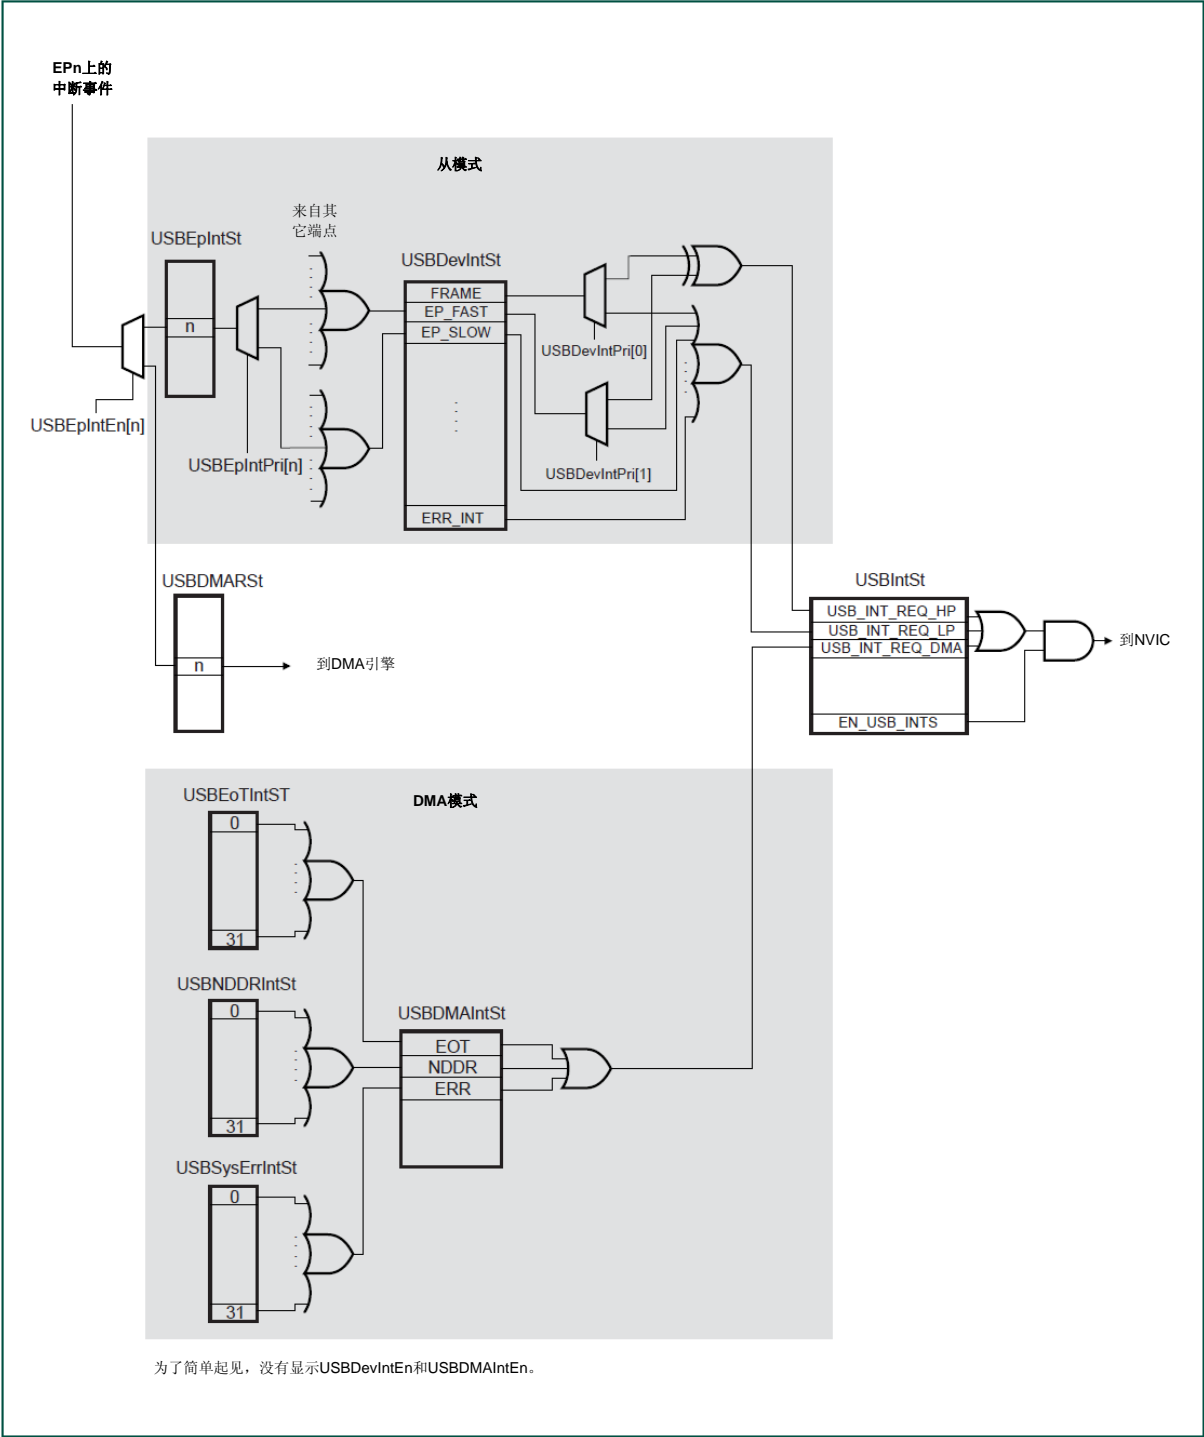 EPn上的
中断事件
从模式
来自其
它端点
USBEpIntSt
n
USBEpIntEn[n]
USBEpIntPri[n]
USBDevIntSt
FRAME
EP_FAST
EP_SLOW
ERR_INT
USBDevIntPri[0]
USBDevIntPri[1]
USBDMARSt
n
到DMA引擎
USBIntSt
USB_INT_REQ_HP
USB_INT_REQ_LP
USB_INT_REQ_DMA
EN_USB_INTS
到NVIC
DMA模式
USBEoTIntST
0
31
USBNDDRIntSt
0
31
USBDMAIntSt
EOT
NDDR
ERR
USBSysErrIntSt
0
31
为了简单起见，没有显示USBDevIntEn和USBDMAIntEn。